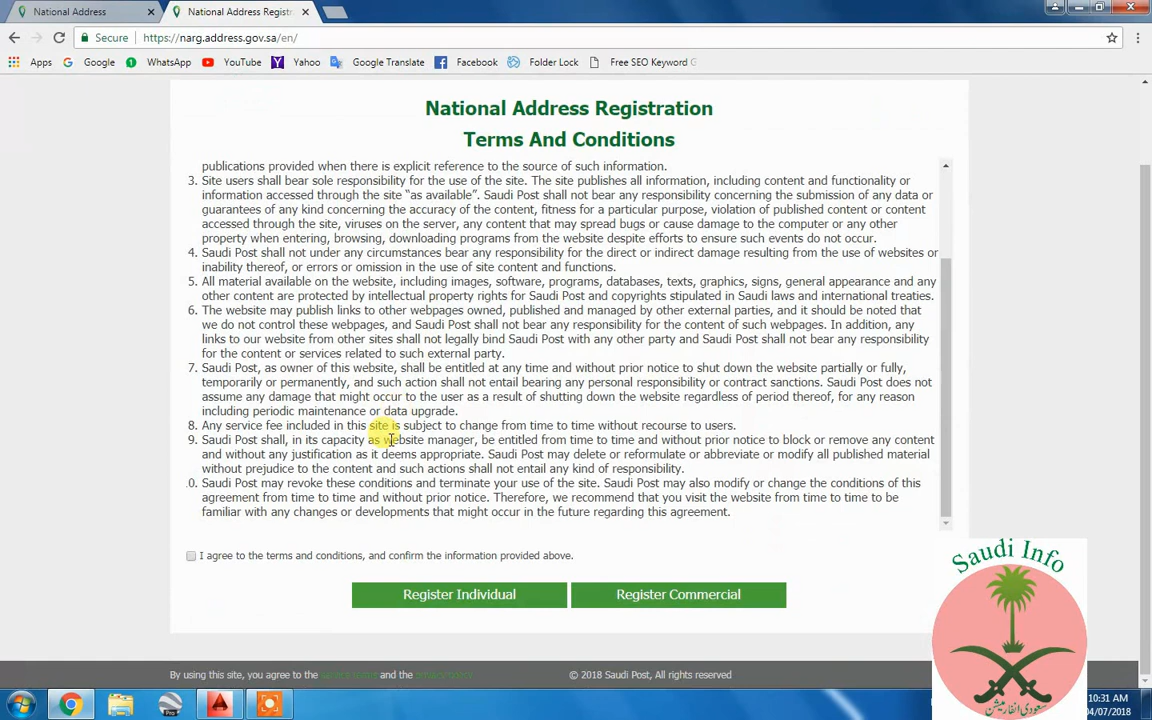 National Address
National Address Registr
Secure
https://narg.address.gov.sa/en/
Apps
Google
WhatsApp
YouTube
Yahoo
Google Translate
Facebook
Folder Lock
Free SEO Keyword G
National Address Registration
Terms And Conditions
publications provided when there is explicit reference to the source of such information.
3. Site users shall bear sole responsibility for the use of the site. The site publishes all information, including content and functionality or
information accessed through the site “as available”. Saudi Post shall not bear any responsibility concerning the submission of any data or
guarantees of any kind concerning the accuracy of the content, fitness for a particular purpose, violation of published content or content
accessed through the site, viruses on the server, any content that may spread bugs or cause damage to the computer or any other
property when entering, browsing, downloading programs from the website despite efforts to ensure such events do not occur.
4. Saudi Post shall not under any circumstances bear any responsibility for the direct or indirect damage resulting from the use of websites or
inability thereof, or errors or omission in the use of site content and functions.
5. All material available on the website, including images, software, programs, databases, texts, graphics, signs, general appearance and any
other content are protected by intellectual property rights for Saudi Post and copyrights stipulated in Saudi laws and international treaties.
6. The website may publish links to other webpages owned, published and managed by other external parties, and it should be noted that
we do not control these webpages, and Saudi Post shall not bear any responsibility for the content of such webpages. In addition, any
links to our website from other sites shall not legally bind Saudi Post with any other party and Saudi Post shall not bear any responsibility
for the content or services related to such external party.
7. Saudi Post, as owner of this website, shall be entitled at any time and without prior notice to shut down the website partially or fully,
temporarily or permanently, and such action shall not entail bearing any personal responsibility or contract sanctions. Saudi Post does not
assume any damage that might occur to the user as a result of shutting down the website regardless of period thereof, for any reason
including periodic maintenance or data upgrade.
8. Any service fee included in this site is subject to change from time to time without recourse to users.
9. Saudi Post shall, in its capacity as website manager, be entitled from time to time and without prior notice to block or remove any content
and without any justification as it deems appropriate. Saudi Post may delete or reformulate or abbreviate or modify all published material
without prejudice to the content and such actions shall not entail any kind of responsibility.
.0. Saudi Post may revoke these conditions and terminate your use of the site. Saudi Post may also modify or change the conditions of this
agreement from time to time and without prior notice. Therefore, we recommend that you visit the website from time to time to be
familiar with any changes or developments that might occur in the future regarding this agreement.
I agree to the terms and conditions, and confirm the information provided above.
Register Individual
Register Commercial
Saudi Info
سعودی انفارمیشن
By using this site, you agree to the
and the
© 2018 Saudi Post, All rights reserved
10:31 AM
04/07/2018